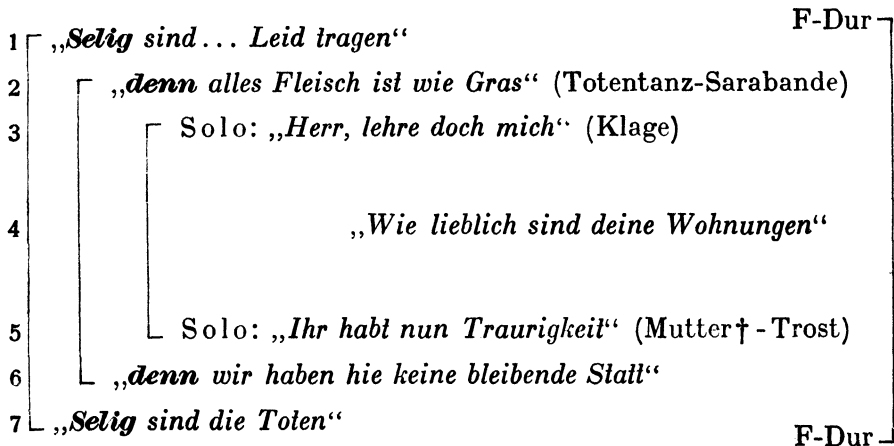 F-Dur
1 „Selig sind... Leid tragen“
2 „denn alles Fleisch ist wie Gras“ (Totentanz-Sarabande)
3 Solo: „Herr, lehre doch mich“ (Klage)
4 „Wie lieblich sind deine Wohnungen“
5 Solo: „Ihr habt nun Traurigkeit“ (Mutter†-Trost)
6 „denn wir haben hie keine bleibende Statt“
7 „Selig sind die Toten“
F-Dur